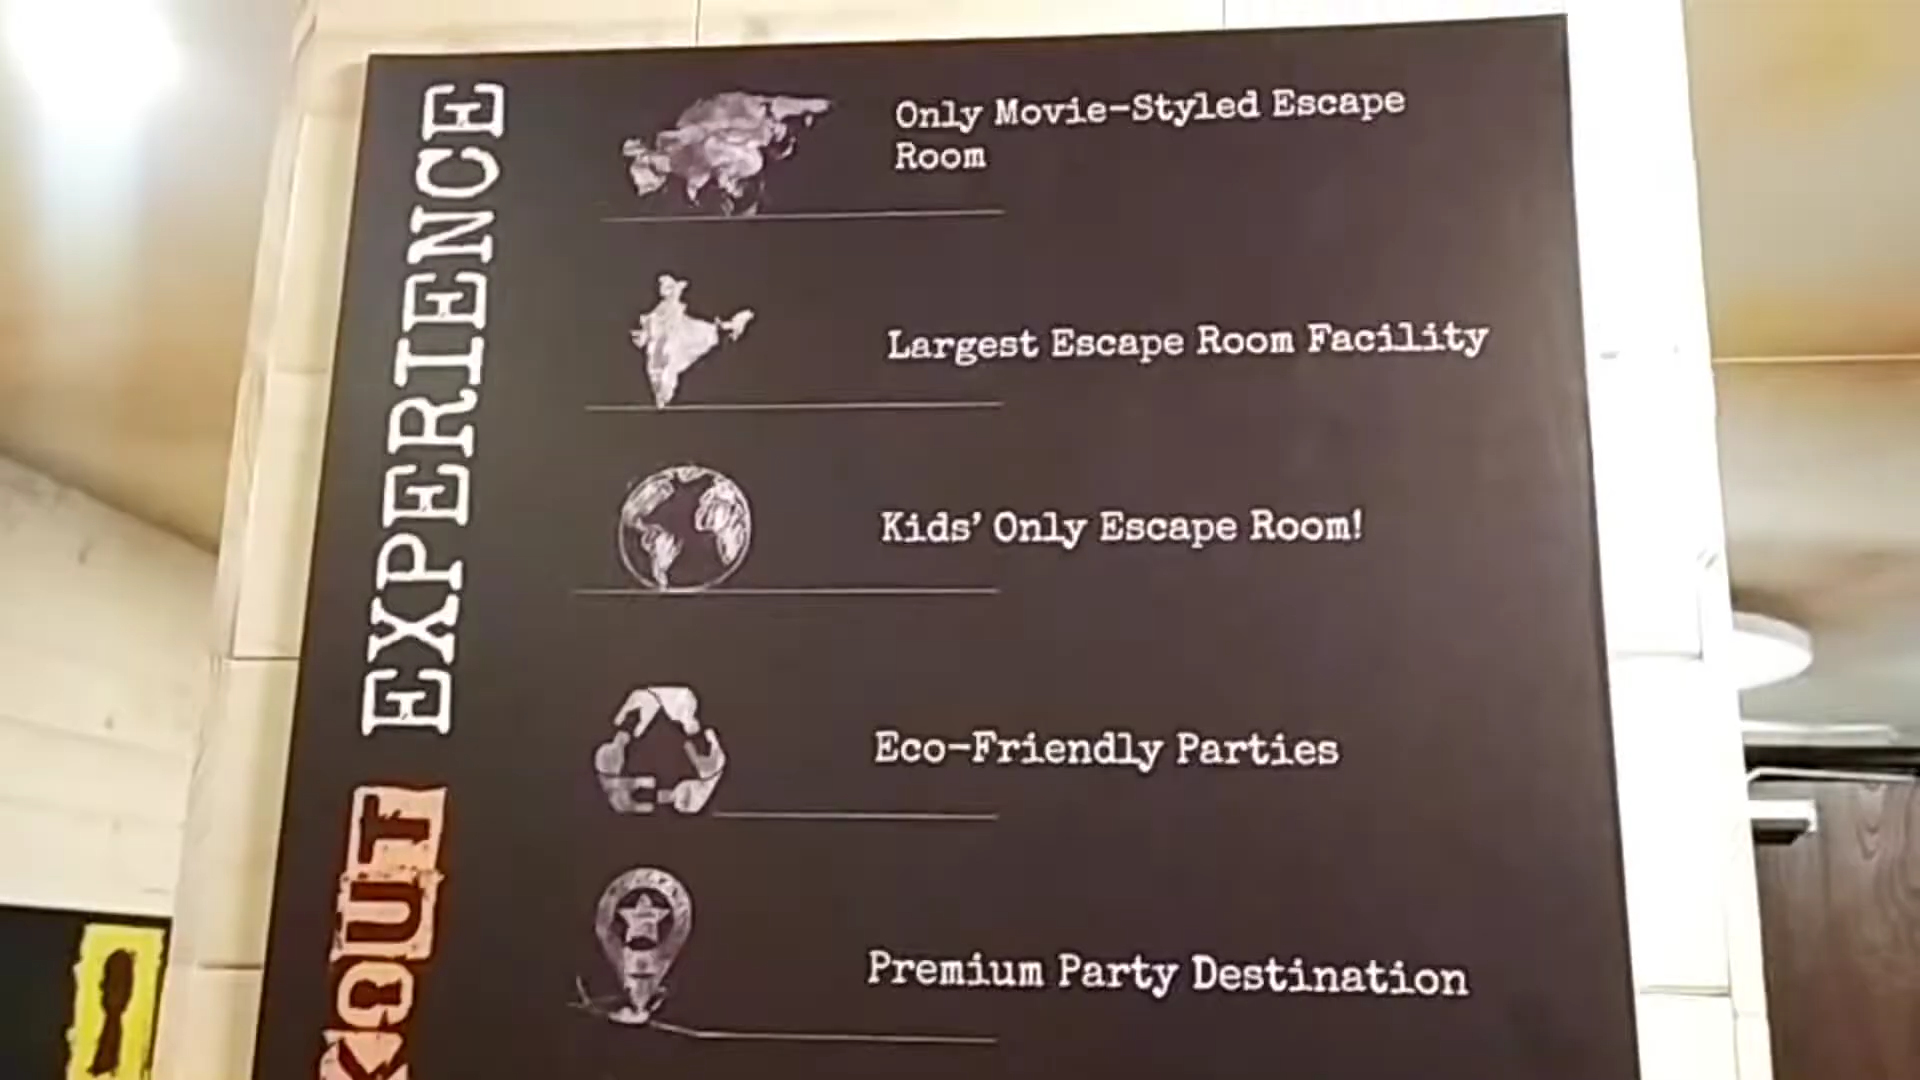 Only Movie-Styled Escape
Room
Largest Escape Room Facility
Kids' Only Escape Room!
Eco-Friendly Parties
Premium Party Destination
KOUT EXPERIENCE